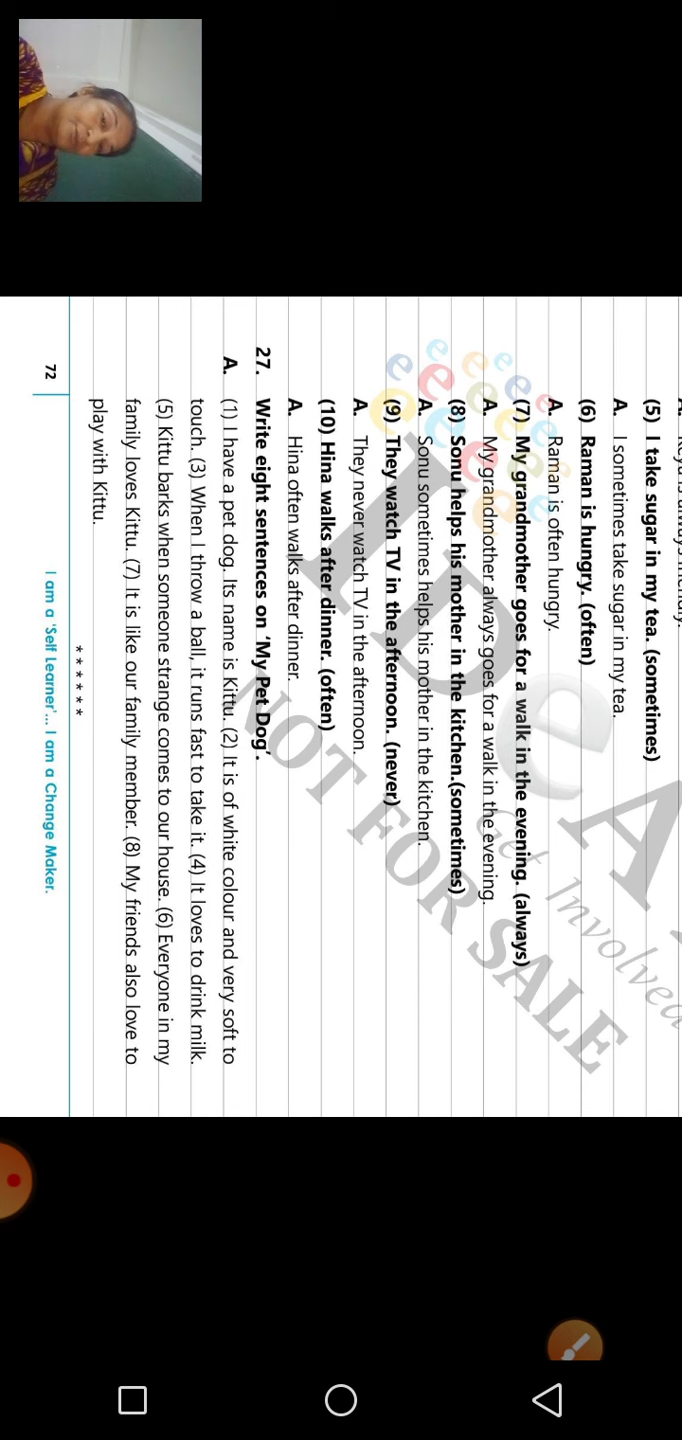 (5) I take sugar in my tea. (sometimes)
A. I sometimes take sugar in my tea.
(6) Raman is hungry. (often)
A. Raman is often hungry.
(7) My grandmother goes for a walk in the evening. (always)
A. My grandmother always goes for a walk in the evening.
(8) Sonu helps his mother in the kitchen.(sometimes)
A. Sonu sometimes helps his mother in the kitchen.
(9) They watch TV in the afternoon. (never)
A. They never watch TV in the afternoon.
(10) Hina walks after dinner. (often)
A. Hina often walks after dinner.
27. Write eight sentences on 'My Pet Dog'.
A. (1) I have a pet dog. Its name is Kittu. (2) It is of white colour and very soft to
touch. (3) When I throw a ball, it runs fast to take it. (4) It loves to drink milk.
(5) Kittu barks when someone strange comes to our house. (6) Everyone in my
family loves Kittu. (7) It is like our family member. (8) My friends also love to
play with Kittu.
******
72 I am a 'Self Learner'... I am a Change Maker.
IDeA
Get Involved
NOT FOR SALE